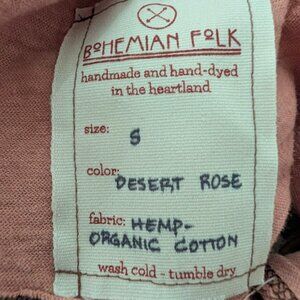 BOHEMIAN FOLK
handmade and hand-dyed
in the heartland
size: S
color: DESERT ROSE
fabric: HEMP-
ORGANIC COTTON
wash cold - tumble dry